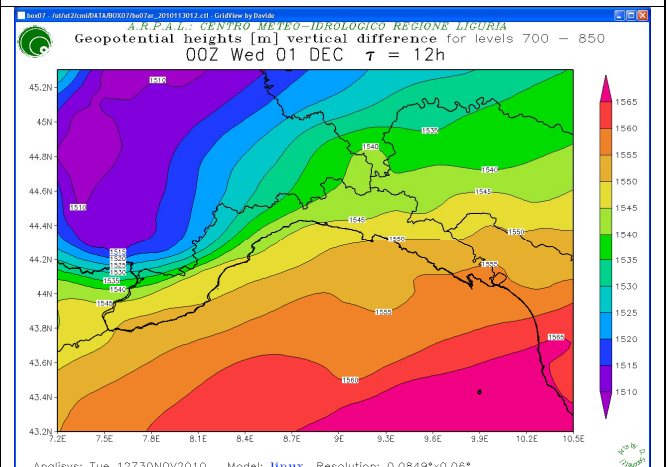 box07 - /ut/ut2/cmi/DATA/BOX07/bo07ar_2010113012.ctl - GridView by Davide
A.R.P.A.L.: CENTRO METEO-IDROLOGICO REGIONE LIGURIA
Geopotential heights [m] vertical difference for levels 700 - 850
00Z Wed 01 DEC τ = 12h
45.2N
45N
44.8N
44.6N
44.4N
44.2N
44N
43.8N
43.6N
43.4N
43.2N
1510
1535
1540
1540
1545
1510
1545
1550
1550
1515
1520
1525
1530
1535
1540
1545
1555
1555
1565
1560
7.2E 7.5E 7.8E 8.1E 8.4E 8.7E 9E 9.3E 9.6E 9.9E 10.2E 10.5E
1565
1560
1555
1550
1545
1540
1535
1530
1525
1520
1515
1510
Analisys: Tue 12Z30NOV2010 Model: linux Resolution: 0.0849°x0.06°